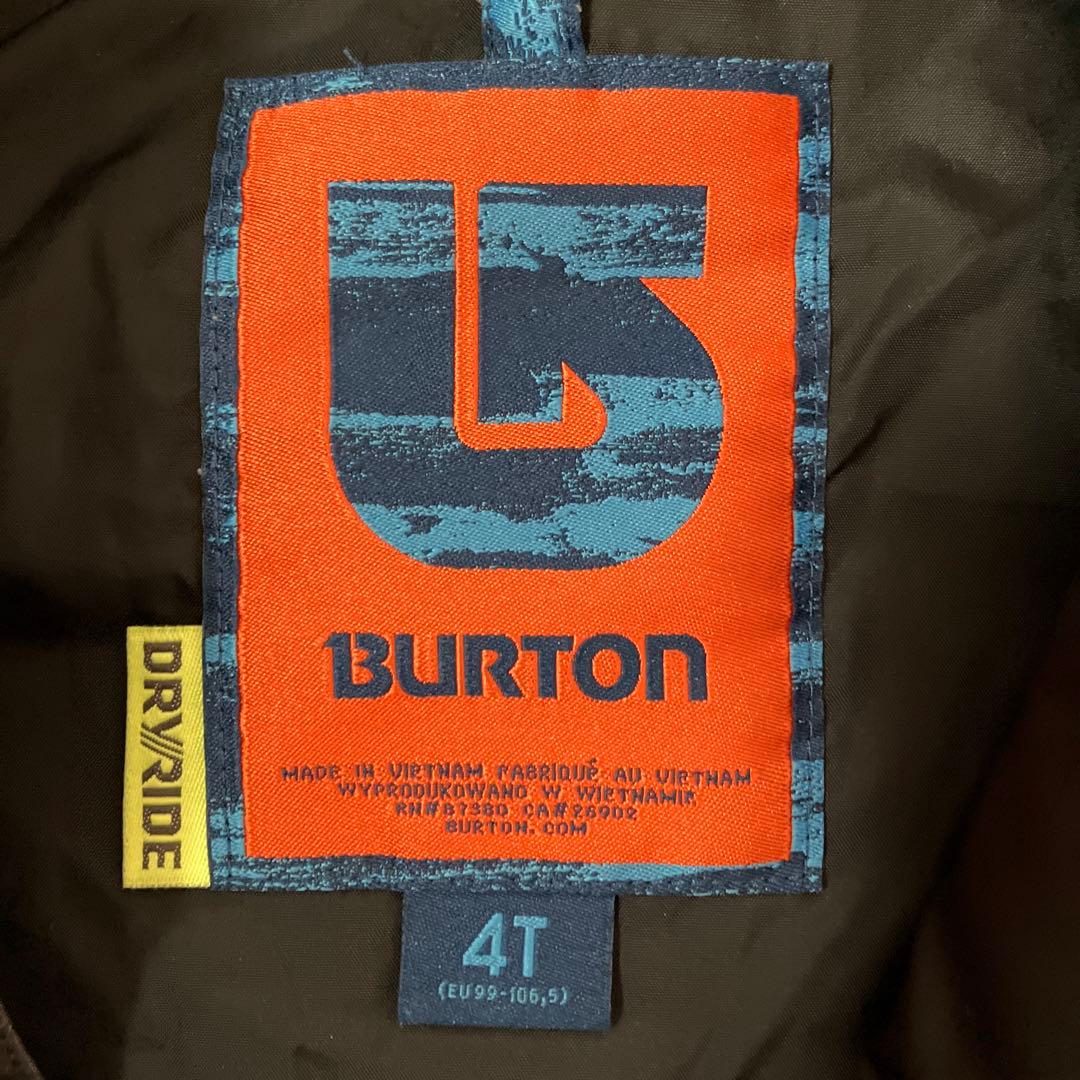 BURTON
MADE IN VIETNAM FABRIQUÉ AU VIETNAM
WYPRODUKOWANO W WIETNAMIE
RN#87380 CA#26902
BURTON.COM
DRY//RIDE
4T
(EU99-106,5)